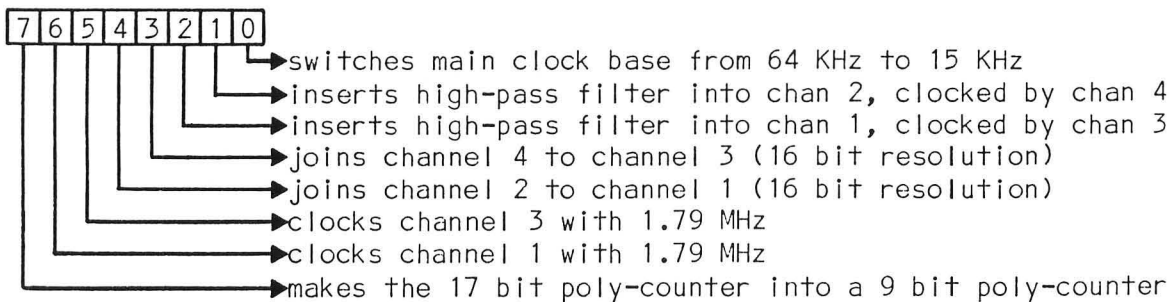 7 6 5 4 3 2 1 0
switches main clock base from 64 KHz to 15 KHz
inserts high-pass filter into chan 2, clocked by chan 4
inserts high-pass filter into chan 1, clocked by chan 3
joins channel 4 to channel 3 (16 bit resolution)
joins channel 2 to channel 1 (16 bit resolution)
clocks channel 3 with 1.79 MHz
clocks channel 1 with 1.79 MHz
makes the 17 bit poly-counter into a 9 bit poly-counter